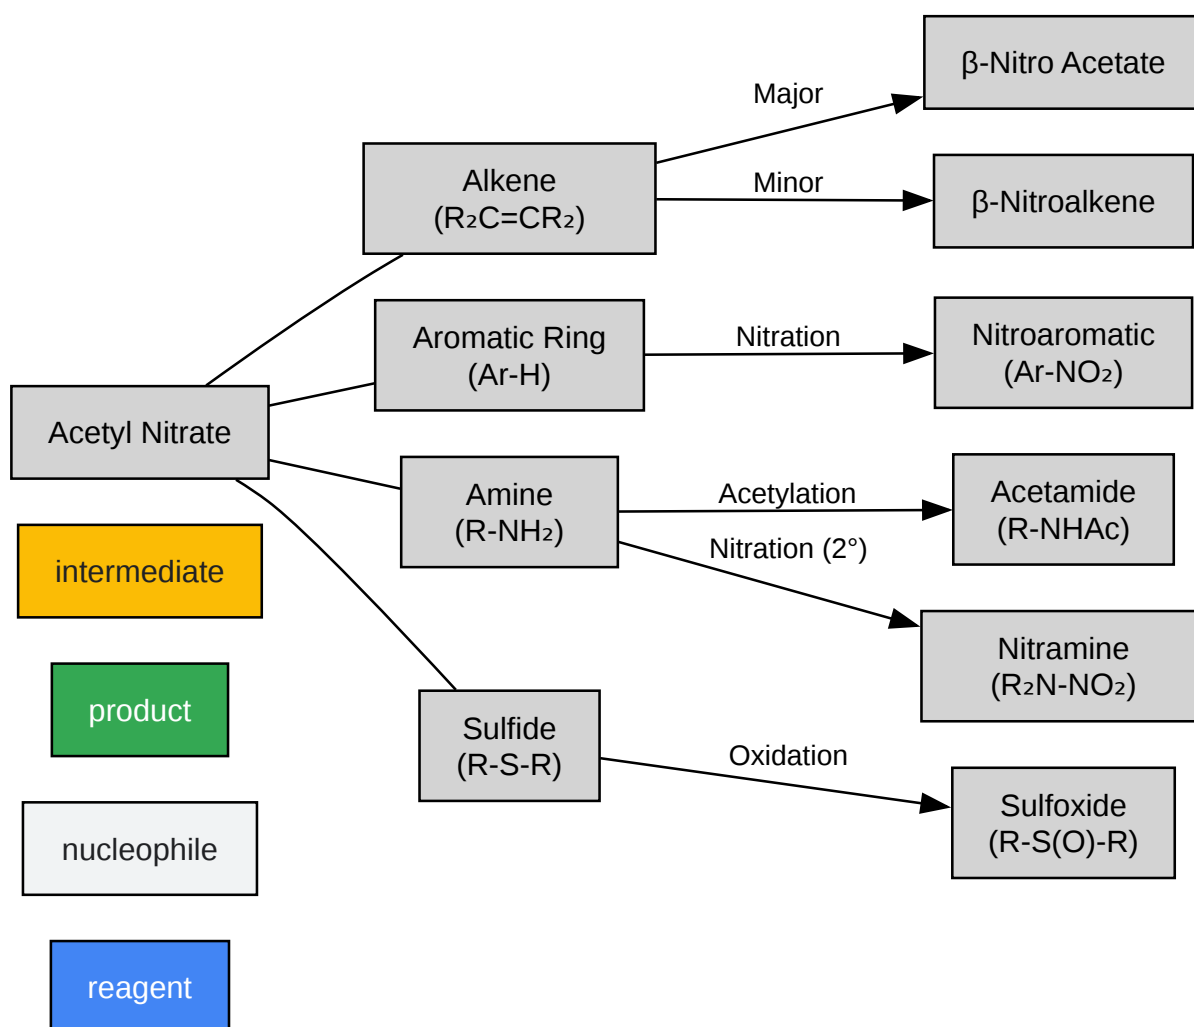 β-Nitro Acetate
Major
Alkene
(R₂C=CR₂)
Minor
β-Nitroalkene
Aromatic Ring
(Ar-H)
Nitration
Nitroaromatic
(Ar-NO₂)
Acetyl Nitrate
Amine
(R-NH₂)
Acetylation
Acetamide
(R-NHAc)
Nitration (2°)
Nitramine
(R₂N-NO₂)
intermediate
product
Sulfide
(R-S-R)
Oxidation
Sulfoxide
(R-S(O)-R)
nucleophile
reagent